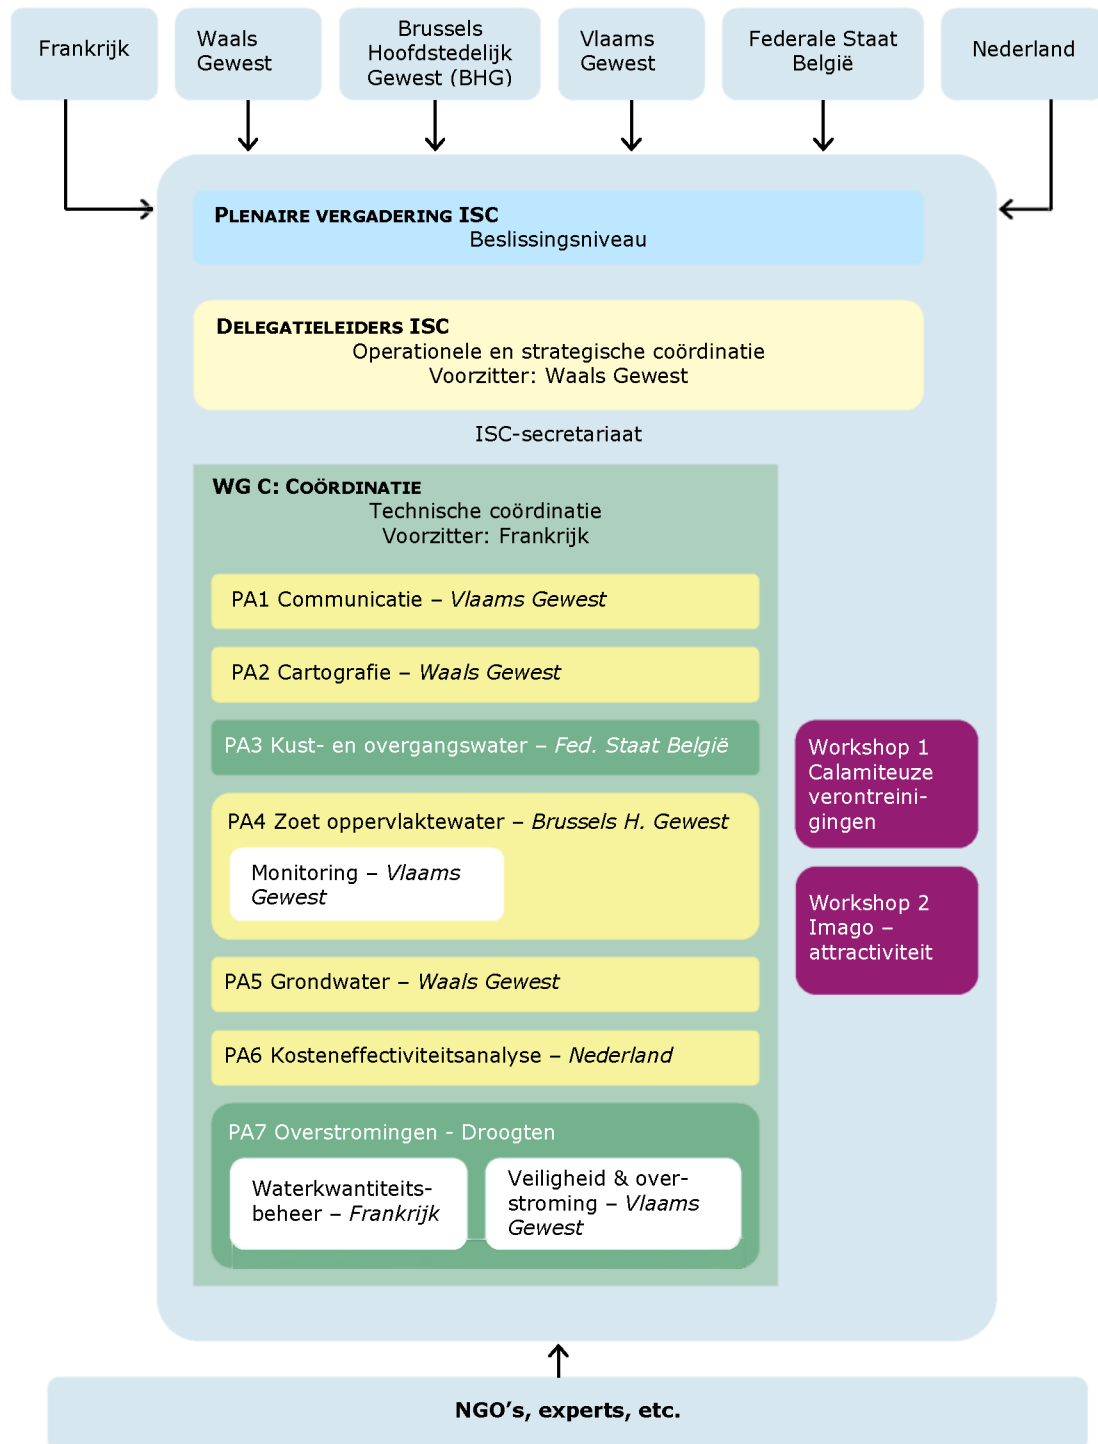 Frankrijk
Waals
Gewest
Brussels
Hoofdstedelijk
Gewest (BHG)
Vlaams
Gewest
Federale Staat
België
Nederland
PLENAIRE VERGADERING ISC
Beslissingsniveau
DELEGATIELEIDERS ISC
Operationele en strategische coördinatie
Voorzitter: Waals Gewest
ISC-secretariaat
WG C: COÖRDINATIE
Technische coördinatie
Voorzitter: Frankrijk
PA1 Communicatie – Vlaams Gewest
PA2 Cartografie – Waals Gewest
PA3 Kust- en overgangswater – Fed. Staat België
PA4 Zoet oppervlaktewater – Brussels H. Gewest
Monitoring – Vlaams
Gewest
PA5 Grondwater – Waals Gewest
PA6 Kosteneffectiviteitsanalyse – Nederland
PA7 Overstromingen - Droogten
Waterkwantiteits-
beheer – Frankrijk
Veiligheid & over-
stroming – Vlaams
Gewest
Workshop 1
Calamiteuze
verontreini-
gingen
Workshop 2
Imago –
attractiviteit
NGO's, experts, etc.